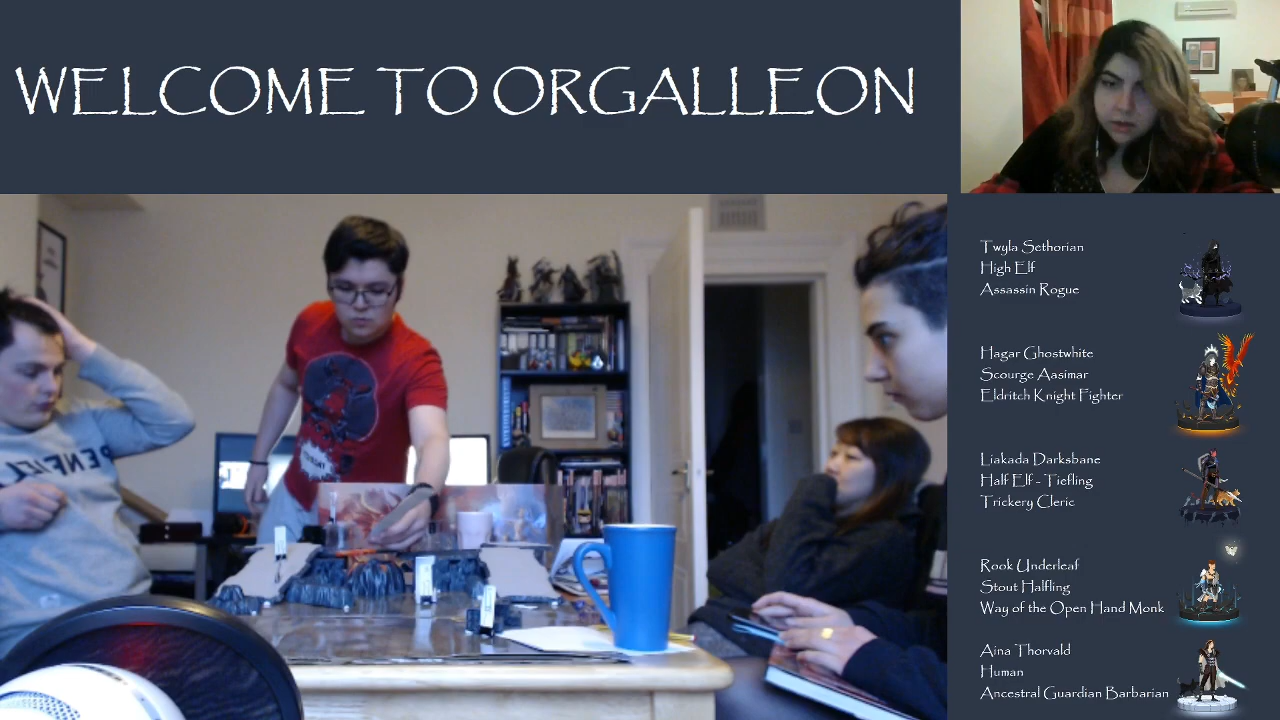 WELCOME TO ORGALLEON
Twyla Sethorian
High Elf
Assassin Rogue
Hagar Ghostwhite
Scourge Aasimar
Eldritch Knight Fighter
Liakada Darksbane
Half Elf - Tiefling
Trickery Cleric
Rook Underleaf
Stout Halfling
Way of the Open Hand Monk
Aina Thorvald
Human
Ancestral Guardian Barbarian